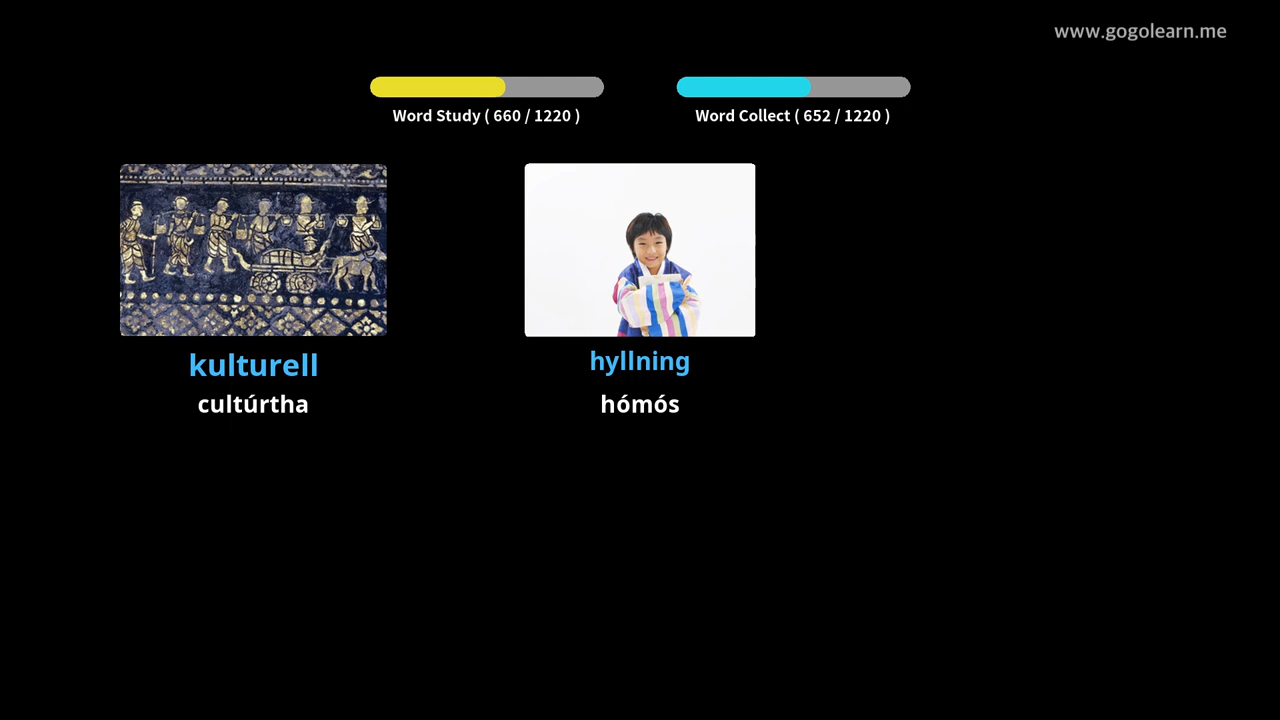 www.gogolearn.me
Word Study ( 660 / 1220 )
Word Collect ( 652 / 1220 )
kulturell
cultúrtha
hyllning
hómós